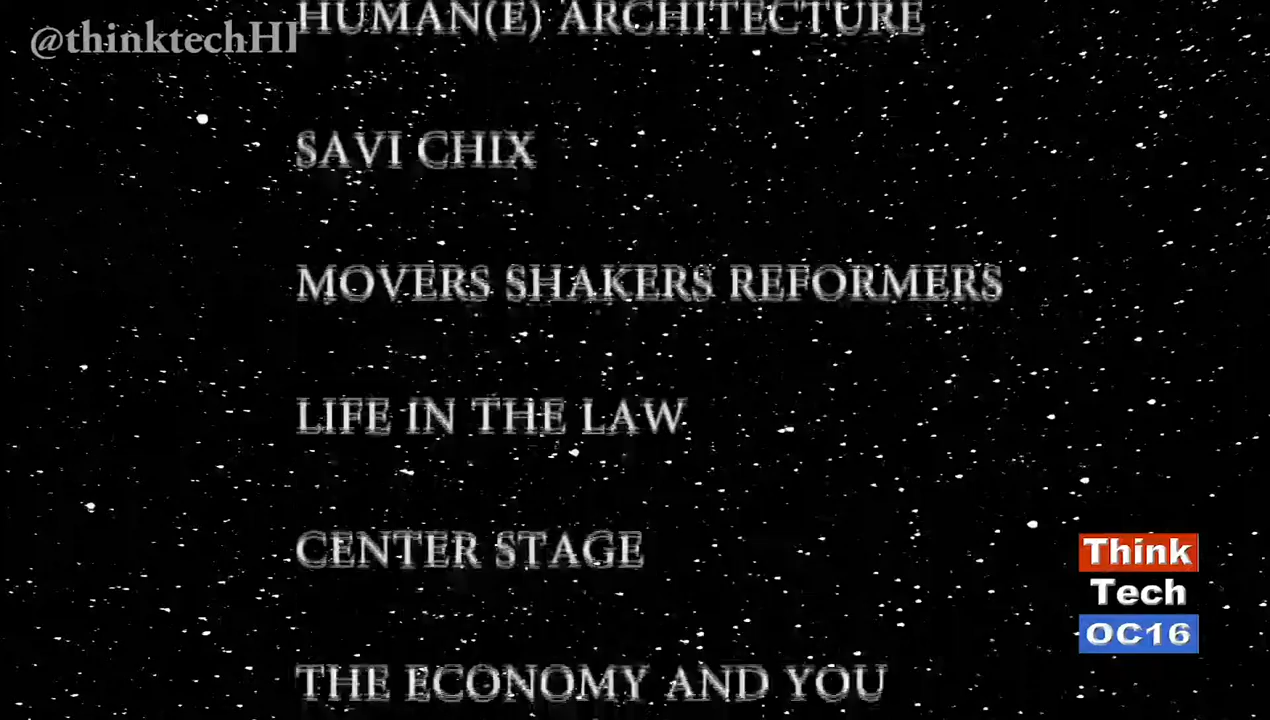 HUMAN(E) ARCHITECTURE
@thinktechHI
SAVI CHIX
MOVERS SHAKERS REFORMERS
LIFE IN THE LAW
CENTER STAGE
Think
Tech
OC16
THE ECONOMY AND YOU